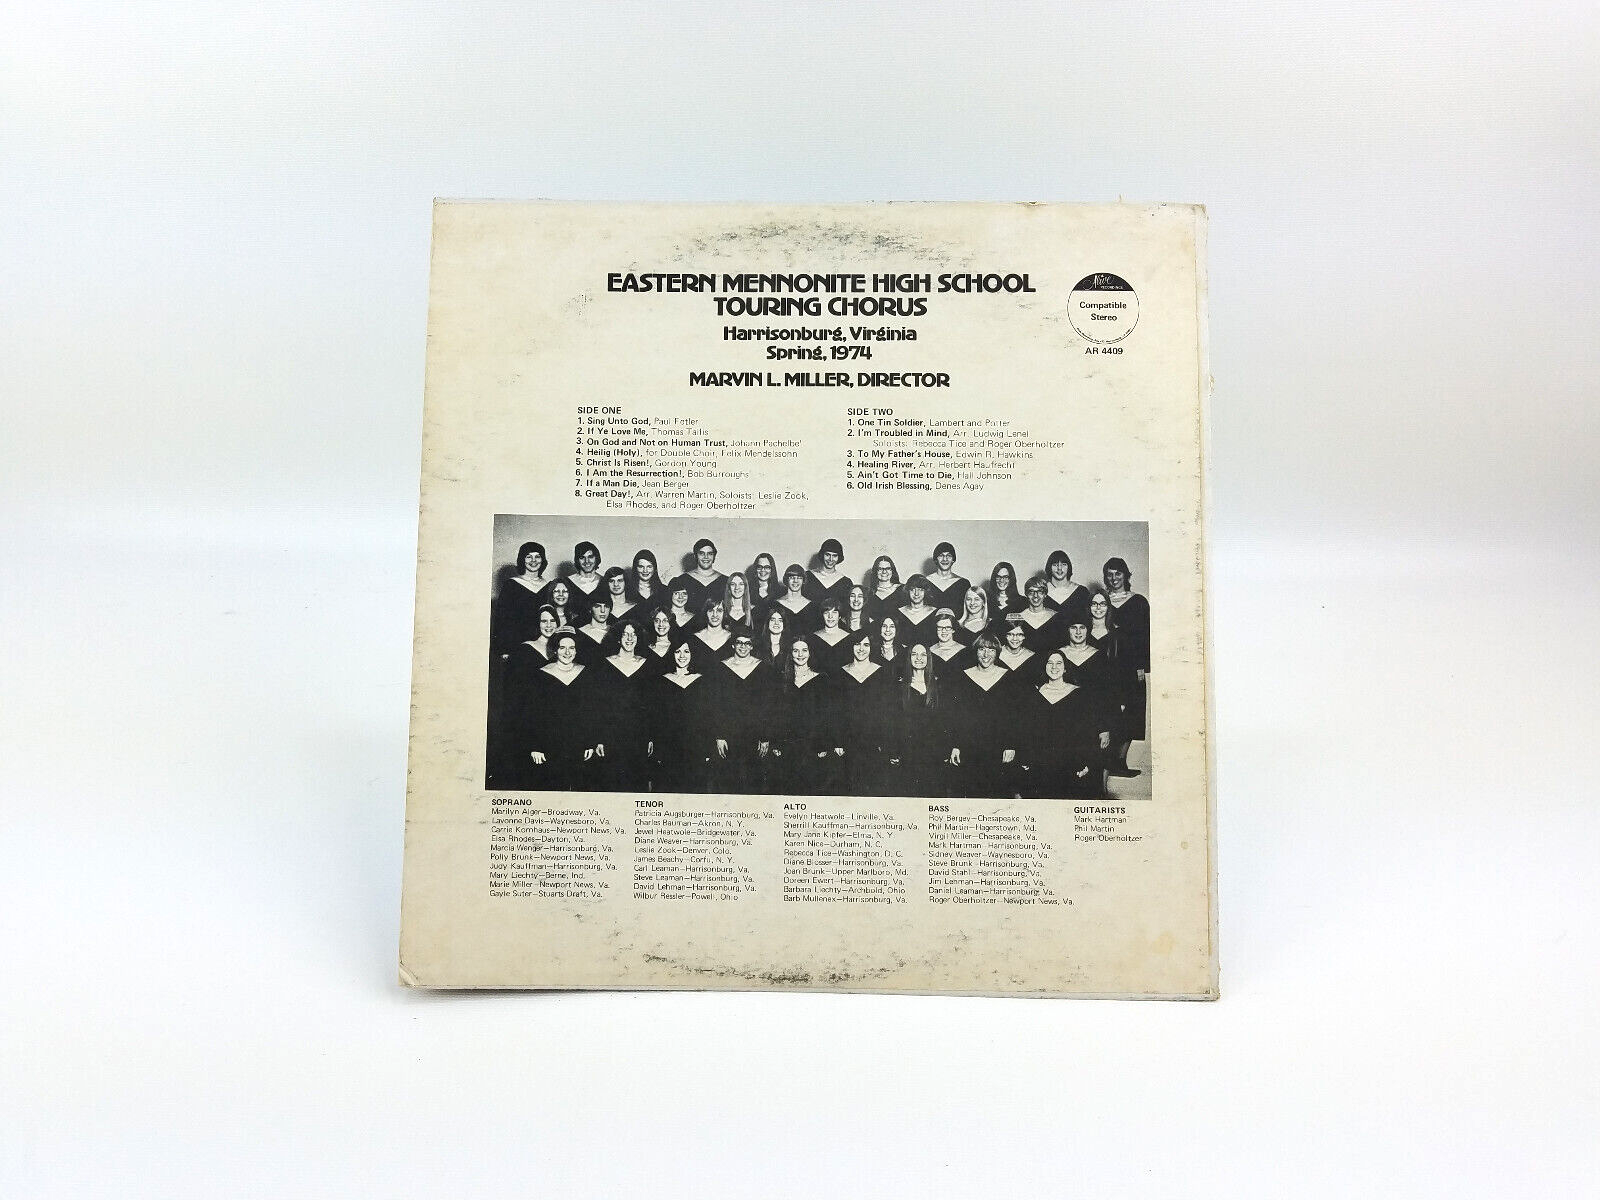 EASTERN MENNONITE HIGH SCHOOL
TOURING CHORUS
Harrisonburg, Virginia
Spring, 1974
MARVIN L. MILLER, DIRECTOR
Alive
RECORDINGS
Compatible
Stereo
AR 4409
SIDE ONE
1. Sing Unto God, Paul Fetler
2. If Ye Love Me, Thomas Tallis
3. On God and Not on Human Trust, Johann Pachelbel
4. Heilig (Holy), for Double Choir, Felix Mendelssohn
5. Christ Is Risen!, Gordon Young
6. I Am the Resurrection!, Bob Burroughs
7. If a Man Die, Jean Berger
8. Great Day!, Arr. Warren Martin, Soloists: Leslie Zook,
Elsa Rhodes, and Roger Oberholtzer
SIDE TWO
1. One Tin Soldier, Lambert and Potter
2. I'm Troubled in Mind, Arr. Ludwig Lenel
Soloists: Rebecca Tice and Roger Oberholtzer
3. To My Father's House, Edwin R. Hawkins
4. Healing River, Arr. Herbert Haufrecht
5. Ain't Got Time to Die, Hall Johnson
6. Old Irish Blessing, Denes Agay
SOPRANO
Marilyn Alger—Broadway, Va.
Lavonne Davis—Waynesboro, Va.
Carrie Kornhaus—Newport News, Va.
Elsa Rhodes—Dayton, Va.
Marcia Wenger—Harrisonburg, Va.
Polly Brunk—Newport News, Va.
Judy Kauffman—Harrisonburg, Va.
Mary Liechty—Berne, Ind.
Marie Miller—Newport News, Va.
Gayle Suter—Stuarts Draft, Va.
TENOR
Patricia Augsburger—Harrisonburg, Va.
Charles Bauman—Akron, N. Y.
Jewel Heatwole—Bridgewater, Va.
Diane Weaver—Harrisonburg, Va.
Leslie Zook—Denver, Colo.
James Beachy—Corfu, N. Y.
Carl Leaman—Harrisonburg, Va.
Steve Leaman—Harrisonburg, Va.
David Lehman—Harrisonburg, Va.
Wilbur Ressler—Powell, Ohio
ALTO
Evelyn Heatwole—Linville, Va.
Sherrill Kauffman—Harrisonburg, Va.
Mary Jane Kipfer—Elma, N. Y.
Karen Nice—Durham, N. C.
Rebecca Tice—Washington, D. C.
Diane Blosser—Harrisonburg, Va.
Joan Brunk—Upper Marlboro, Md.
Doreen Ewert—Harrisonburg, Va.
Barbara Liechty—Archbold, Ohio
Barb Mullenex—Harrisonburg, Va.
BASS
Roy Bergey—Chesapeake, Va.
Phil Martin—Hagerstown, Md.
Virgil Miller—Chesapeake, Va.
Mark Hartman—Harrisonburg, Va.
Sidney Weaver—Waynesboro, Va.
Steve Brunk—Harrisonburg, Va.
David Stahl—Harrisonburg, Va.
Jim Lehman—Harrisonburg, Va.
Daniel Leaman—Harrisonburg, Va.
Roger Oberholtzer—Newport News, Va.
GUITARISTS
Mark Hartman
Phil Martin
Roger Oberholtzer